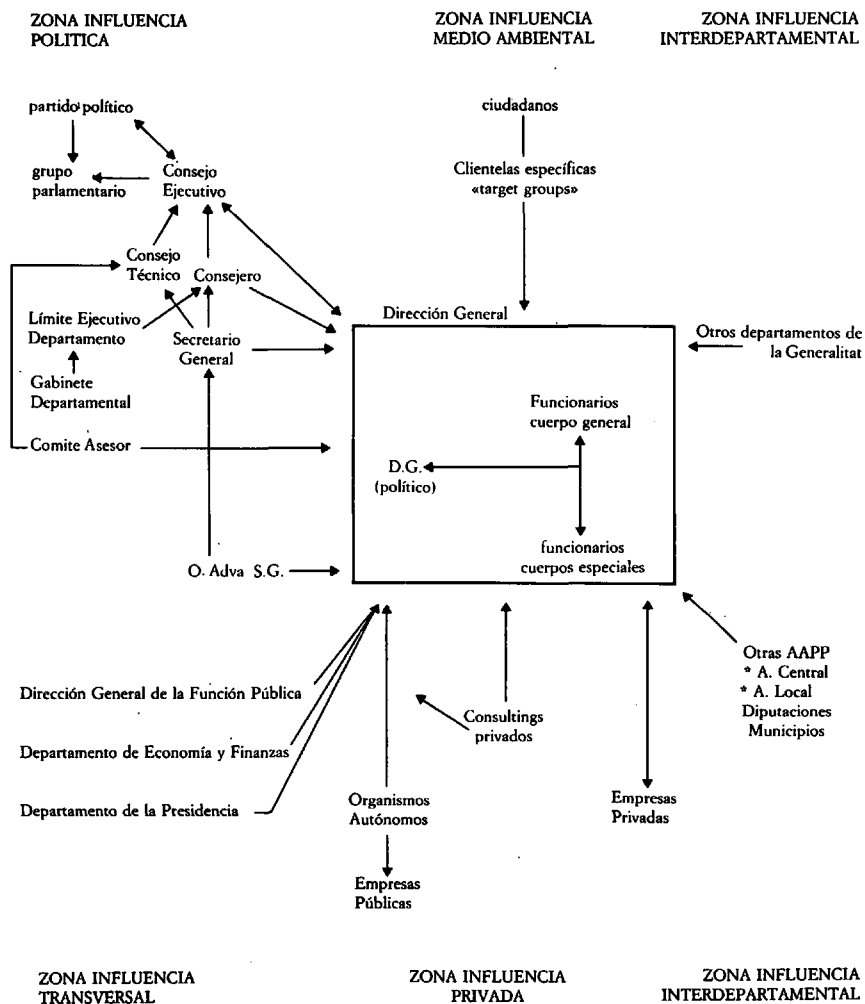 ZONA INFLUENCIA
POLITICA
ZONA INFLUENCIA
MEDIO AMBIENTAL
ZONA INFLUENCIA
INTERDEPARTAMENTAL
partido político
ciudadanos
grupo
parlamentario
Consejo
Ejecutivo
Clientelas específicas
«target groups»
Consejo
Técnico
Consejero
Límite Ejecutivo
Departamento
Secretario
General
Dirección General
Otros departamentos de
la Generalitat
Gabinete
Departamental
Funcionarios
cuerpo general
Comite Asesor
D.G.
(político)
funcionarios
cuerpos especiales
O. Adva S.G.
Otras AAPP
* A. Central
* A. Local
Diputaciones
Municipios
Dirección General de la Función Pública
Consultings
privados
Departamento de Economía y Finanzas
Departamento de la Presidencia
Organismos
Autónomos
Empresas
Privadas
Empresas
Públicas
ZONA INFLUENCIA
TRANSVERSAL
ZONA INFLUENCIA
PRIVADA
ZONA INFLUENCIA
INTERDEPARTAMENTAL